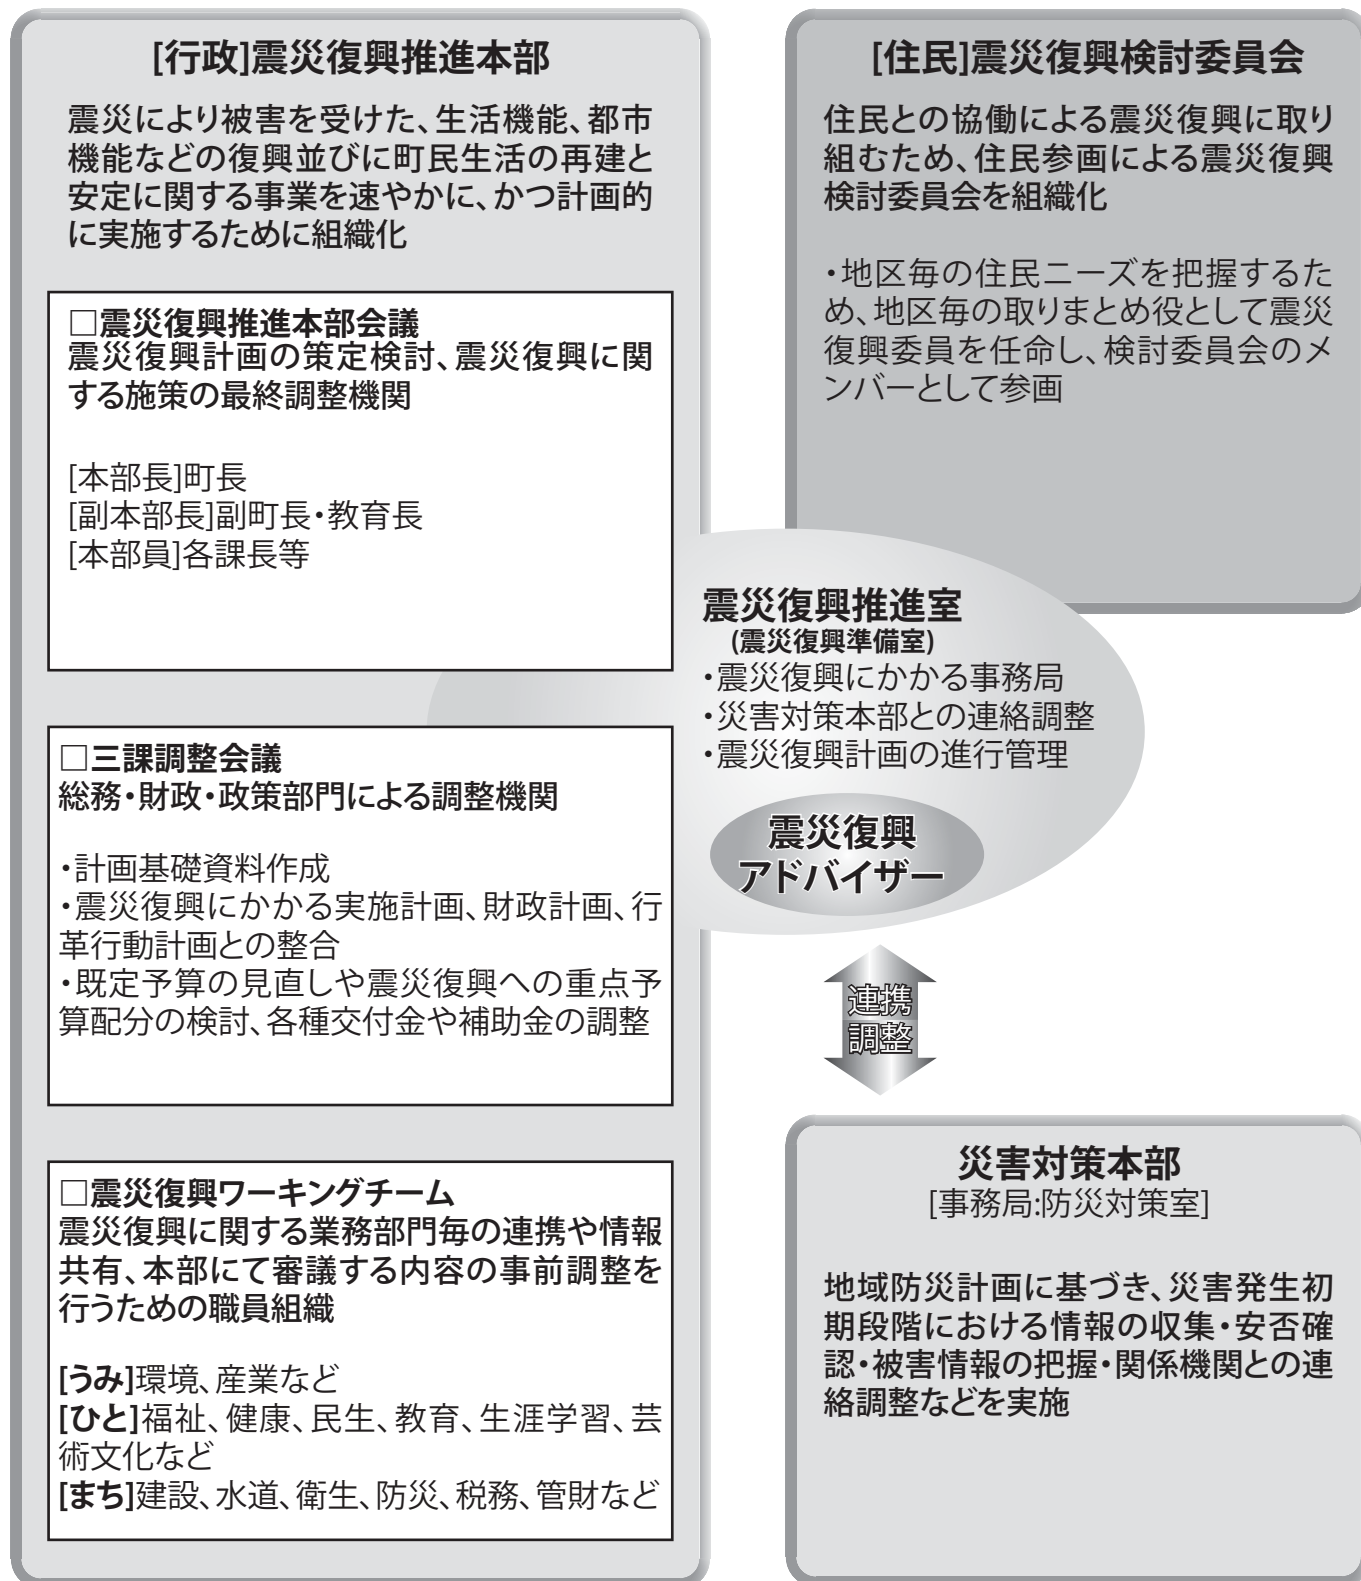 [行政]震災復興推進本部
震災により被害を受けた、生活機能、都市
機能などの復興並びに町民生活の再建と
安定に関する事業を速やかに、かつ計画的
に実施するために組織化
□震災復興推進本部会議
震災復興計画の策定検討、震災復興に関
する施策の最終調整機関
[本部長]町長
[副本部長]副町長・教育長
[本部員]各課長等
□三課調整会議
総務・財政・政策部門による調整機関
・計画基礎資料作成
・震災復興にかかる実施計画、財政計画、行
革行動計画との整合
・既定予算の見直しや震災復興への重点予
算配分の検討、各種交付金や補助金の調整
□震災復興ワーキングチーム
震災復興に関する業務部門毎の連携や情報
共有、本部にて審議する内容の事前調整を
行うための職員組織
[うみ]環境、産業など
[ひと]福祉、健康、民生、教育、生涯学習、芸
術文化など
[まち]建設、水道、衛生、防災、税務、管財など
[住民]震災復興検討委員会
住民との協働による震災復興に取り
組むため、住民参画による震災復興
検討委員会を組織化
・地区毎の住民ニーズを把握するた
め、地区毎の取りまとめ役として震災
復興委員を任命し、検討委員会のメ
ンバーとして参画
震災復興推進室
(震災復興準備室)
・震災復興にかかる事務局
・災害対策本部との連絡調整
・震災復興計画の進行管理
震災復興
アドバイザー
連携
調整
災害対策本部
[事務局:防災対策室]
地域防災計画に基づき、災害発生初
期段階における情報の収集・安否確
認・被害情報の把握・関係機関との連
絡調整などを実施